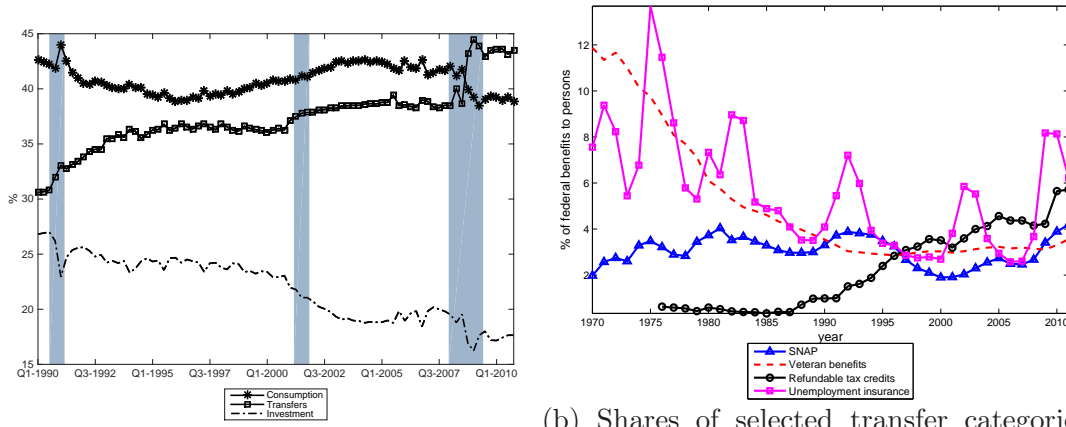 45
40
35
30
25
20
15
%
Q1-1990 Q3-1992 Q1-1995 Q3-1997 Q1-2000 Q3-2002 Q1-2005 Q3-2007 Q1-2010
Consumption
Transfers
Investment
12
10
8
6
4
2
% of federal benefits to persons
1970 1975 1980 1985 1990 1995 2000 2005 2010
year
SNAP
Veteran benefits
Refundable tax credits
Unemployment insurance
(b) Shares of selected transfer categorie